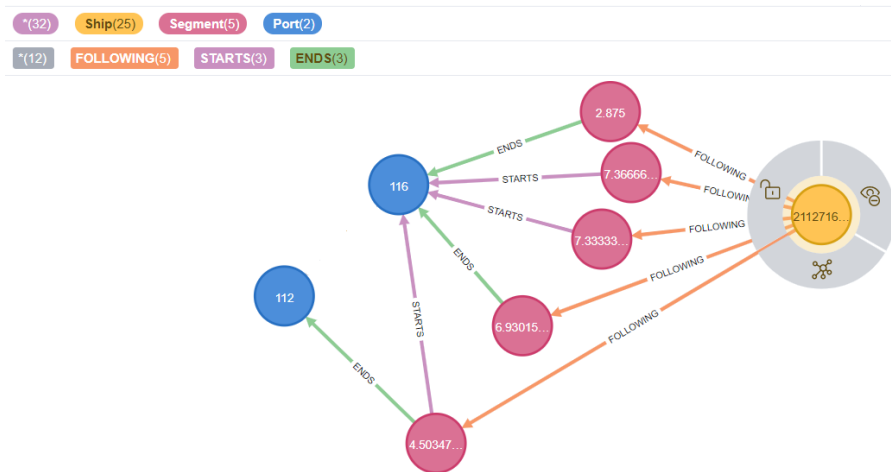 *(32) Ship(25) Segment(5) Port(2)
*(12) FOLLOWING(5) STARTS(3) ENDS(3)
2.875
ENDS
FOLLOWING
7.36666...
116
STARTS
FOLLOWIN
2112716...
STARTS
7.33333...
FOLLOWING
ENDS
FOLLOWING
112
STARTS
6.93015...
FOLLOWING
ENDS
4.50347...